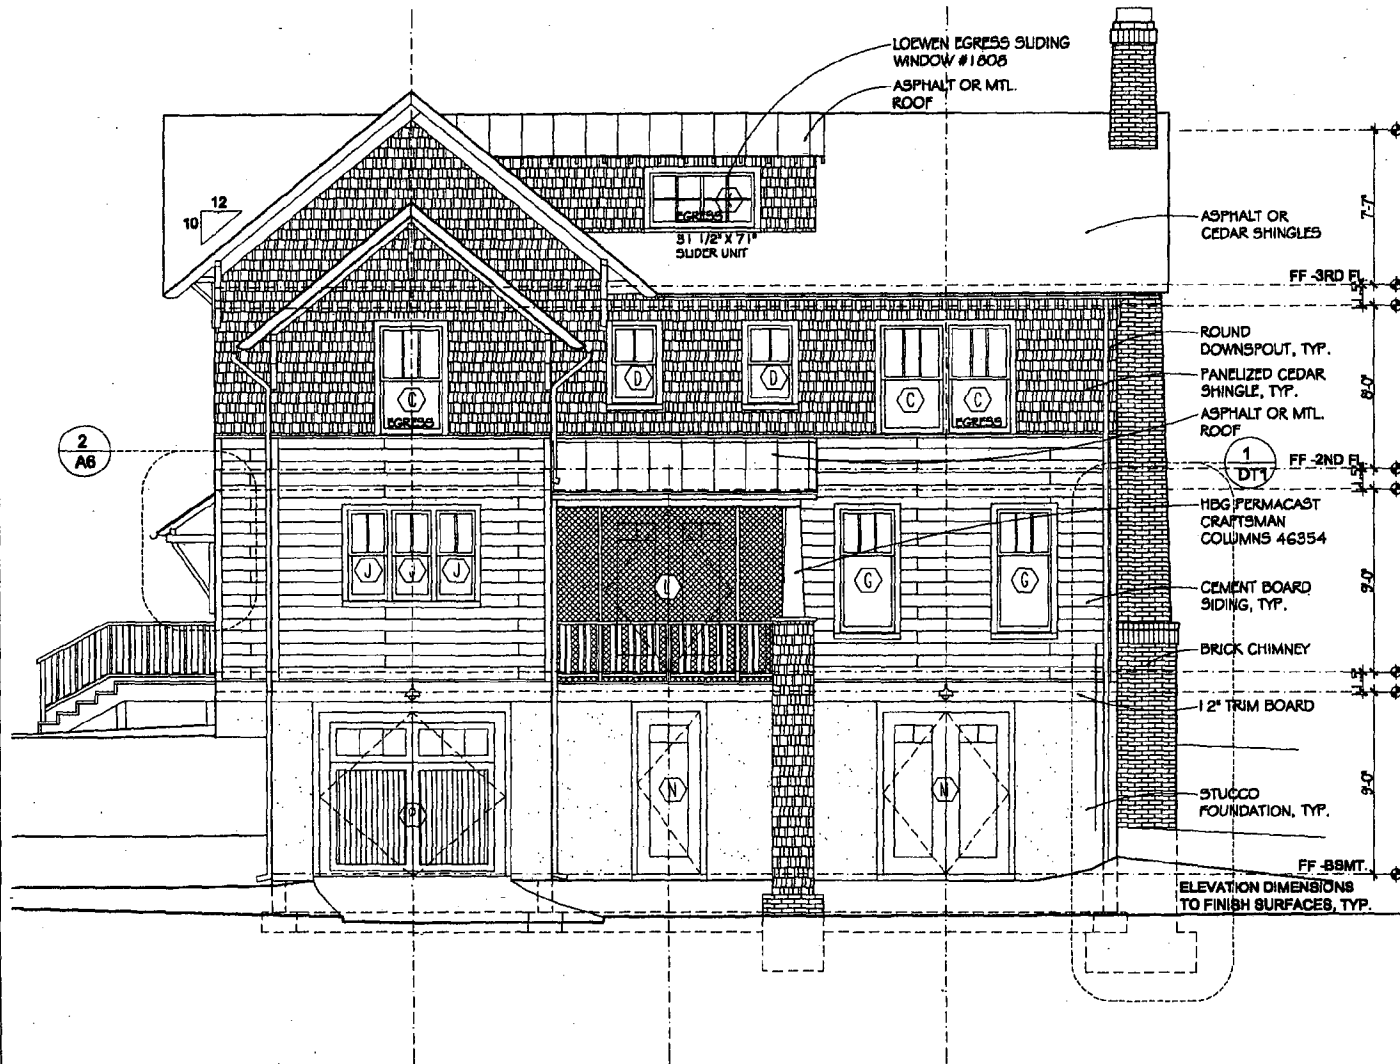 LOEWEN EGRESS SLIDING
WINDOW #1808
ASPHALT OR MTL.
ROOF
12
10
EGRESS
31 1/2" X 71"
SLIDER UNIT
ASPHALT OR
CEDAR SHINGLES
7'-7"
FF -3RD FL
ROUND
DOWNSPOUT, TYP.
PANELIZED CEDAR
SHINGLE, TYP.
ASPHALT OR MTL.
ROOF
8'-0"
C
EGRESS
D
D
C
C
EGRESS
2
A6
1
DT1
FF -2ND FL
HBG PERMACAST
CRAFTSMAN
COLUMNS 46354
J
J
J
G
G
CEMENT BOARD
SIDING, TYP.
9'-0"
BRICK CHIMNEY
12" TRIM BOARD
P
N
M
STUCCO
FOUNDATION, TYP.
9'-0"
FF -BSMT.
ELEVATION DIMENSIONS
TO FINISH SURFACES, TYP.